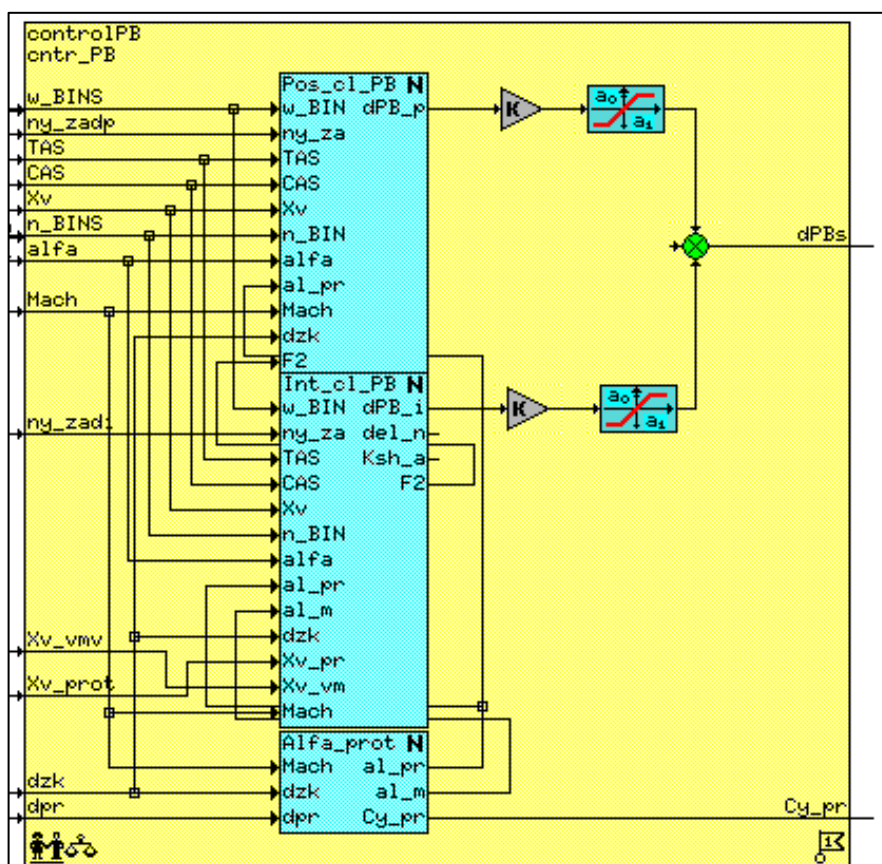 controlPB
cntr_PB
w_BINS
ny_zadp
TAS
CAS
Xv
n_BINS
alfa
Mach
ny_zadi
Xv_vmv
Xv_prot
dzk
dpr
Pos_cl_PB N
w_BIN dPB_p
ny_za
TAS
CAS
Xv
n_BIN
alfa
al_pr
Mach
dzk
F2
Int_cl_PB N
w_BIN dPB_i
ny_za del_n
TAS Ksh_a
CAS F2
Xv
n_BIN
alfa
al_pr
al_m
dzk
Xv_pr
Xv_vm
Mach
Alfa_prot N
Mach al_pr
dzk al_m
dpr Cy_pr
K
a₀
a₁
K
a₀
a₁
dPBs
Cy_pr
1